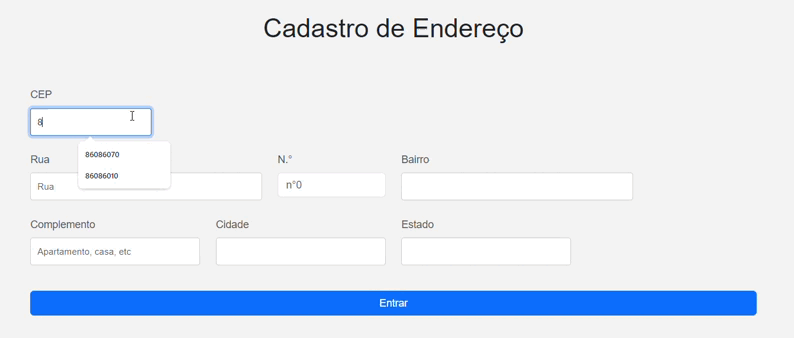 Cadastro de Endereço
CEP
8
86086070
86086010
Rua
N.°
Bairro
Rua
n°0
Complemento
Cidade
Estado
Apartamento, casa, etc
Entrar